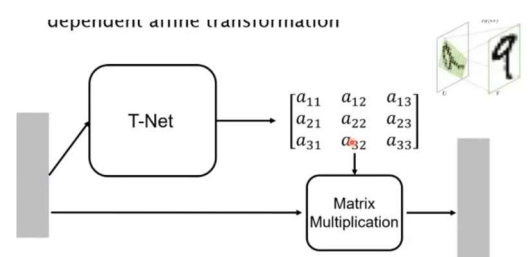 dependent affine transformation
T-Net
a11 a12 a13
a21 a22 a23
a31 a32 a33
Matrix
Multiplication